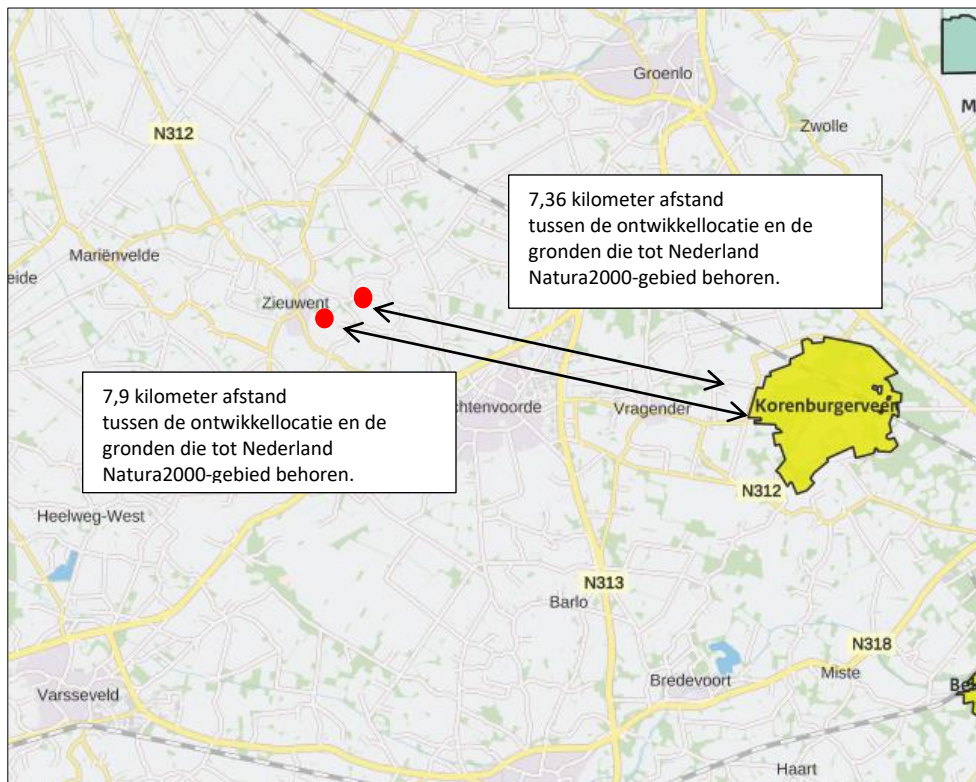 Groenlo
M
N312
Zwolle
7,36 kilometer afstand
tussen de ontwikkellocatie en de
gronden die tot Nederland
Natura2000-gebied behoren.
Mariënvelde
eide
Zieuwent
7,9 kilometer afstand
tussen de ontwikkellocatie en de
gronden die tot Nederland
Natura2000-gebied behoren.
chtenvoorde
Vragender
Korenburgerveen
N312
Heelweg-West
N313
Barlo
N318
Miste
Bredevoort
Be
Varsseveld
Haart